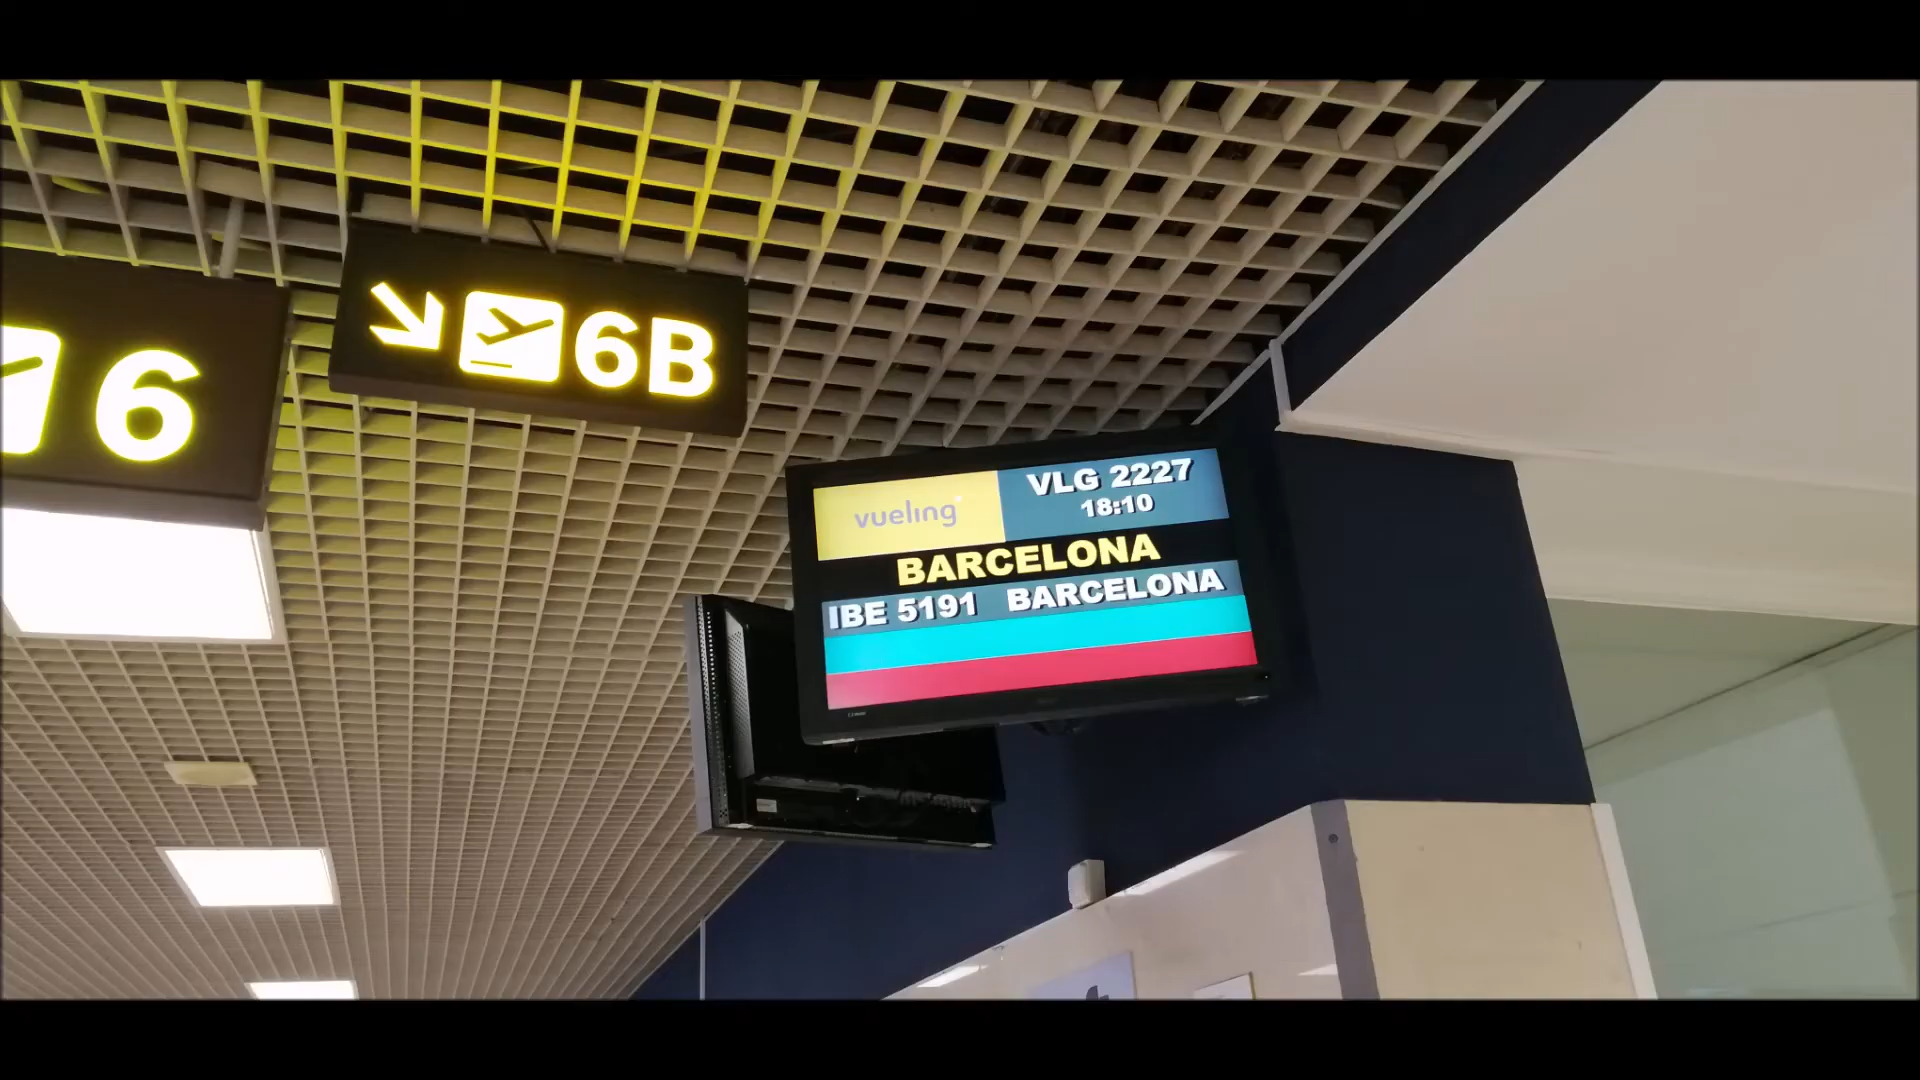 6
6B
vueling
VLG 2227
18:10
BARCELONA
IBE 5191 BARCELONA